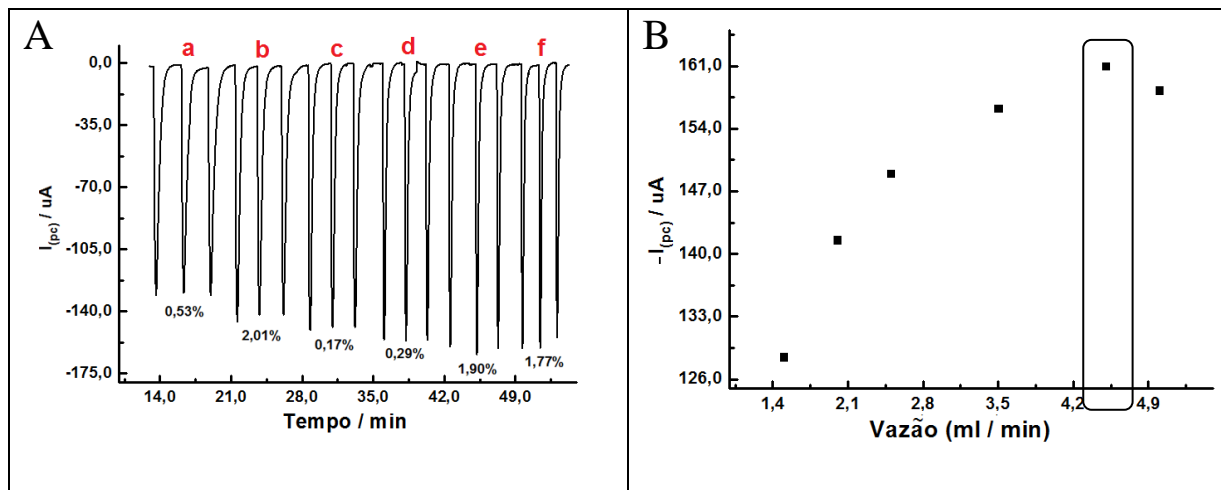 A
a b c d e f
0,0
-35,0
-70,0
-105,0
-140,0
-175,0
I(pc) / uA
0,53%
2,01%
0,17%
0,29%
1,90%
1,77%
14,0 21,0 28,0 35,0 42,0 49,0
Tempo / min
B
161,0
154,0
147,0
140,0
133,0
126,0
-I(pc) / uA
1,4 2,1 2,8 3,5 4,2 4,9
Vazão (ml / min)